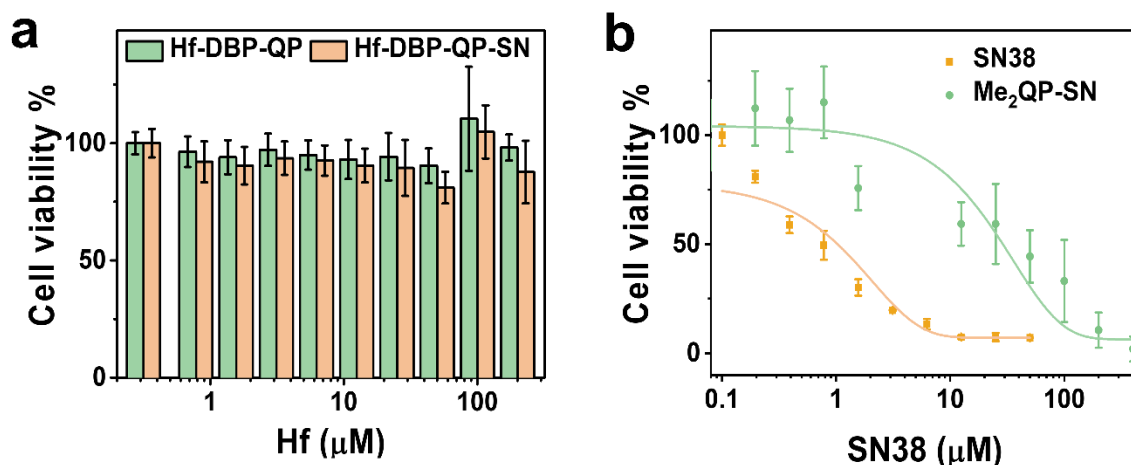 a
Hf-DBP-QP Hf-DBP-QP-SN
Cell viability %
100
50
0
1 10 100
Hf (μM)
b
SN38
Me₂QP-SN
Cell viability %
100
50
0
0.1 1 10 100
SN38 (μM)